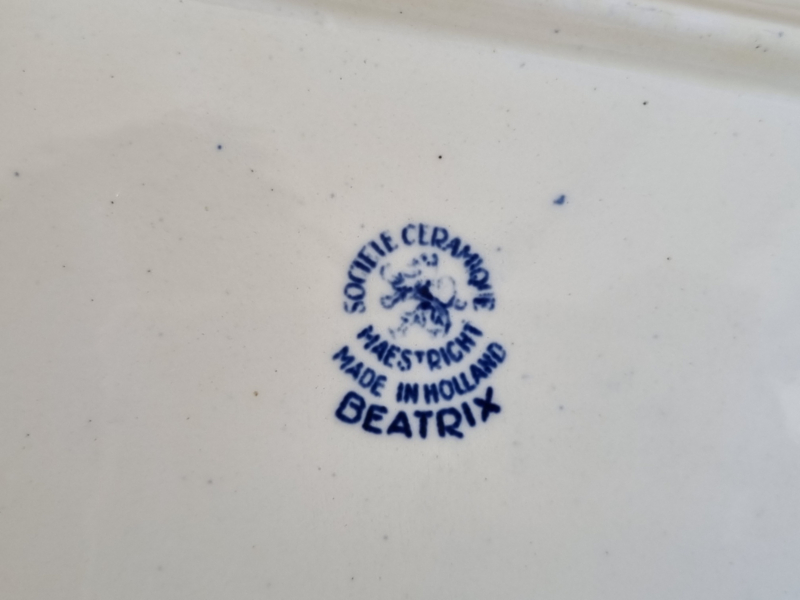 SOCIETE CERAMIQUE
MAESTRICHT
MADE IN HOLLAND
BEATRIX